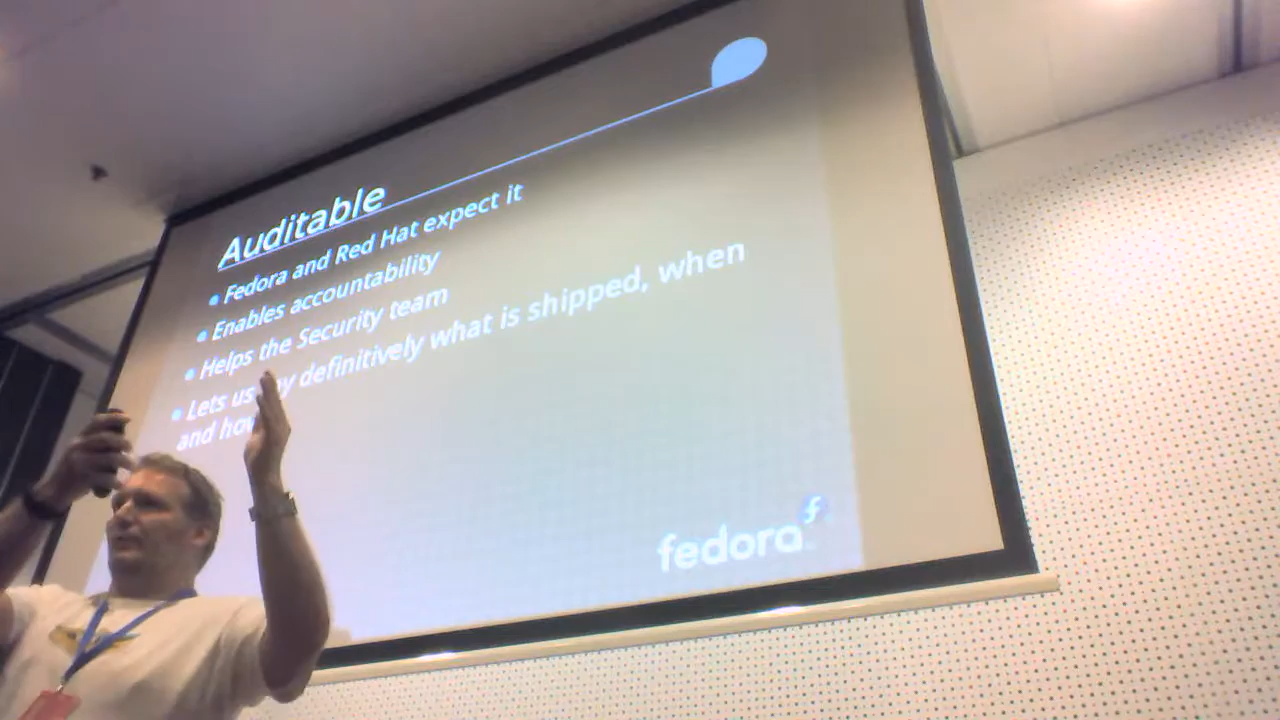 Auditable
• Fedora and Red Hat expect it
• Enables accountability
• Helps the Security team
• Lets us definitively what is shipped, when
and how
fedora